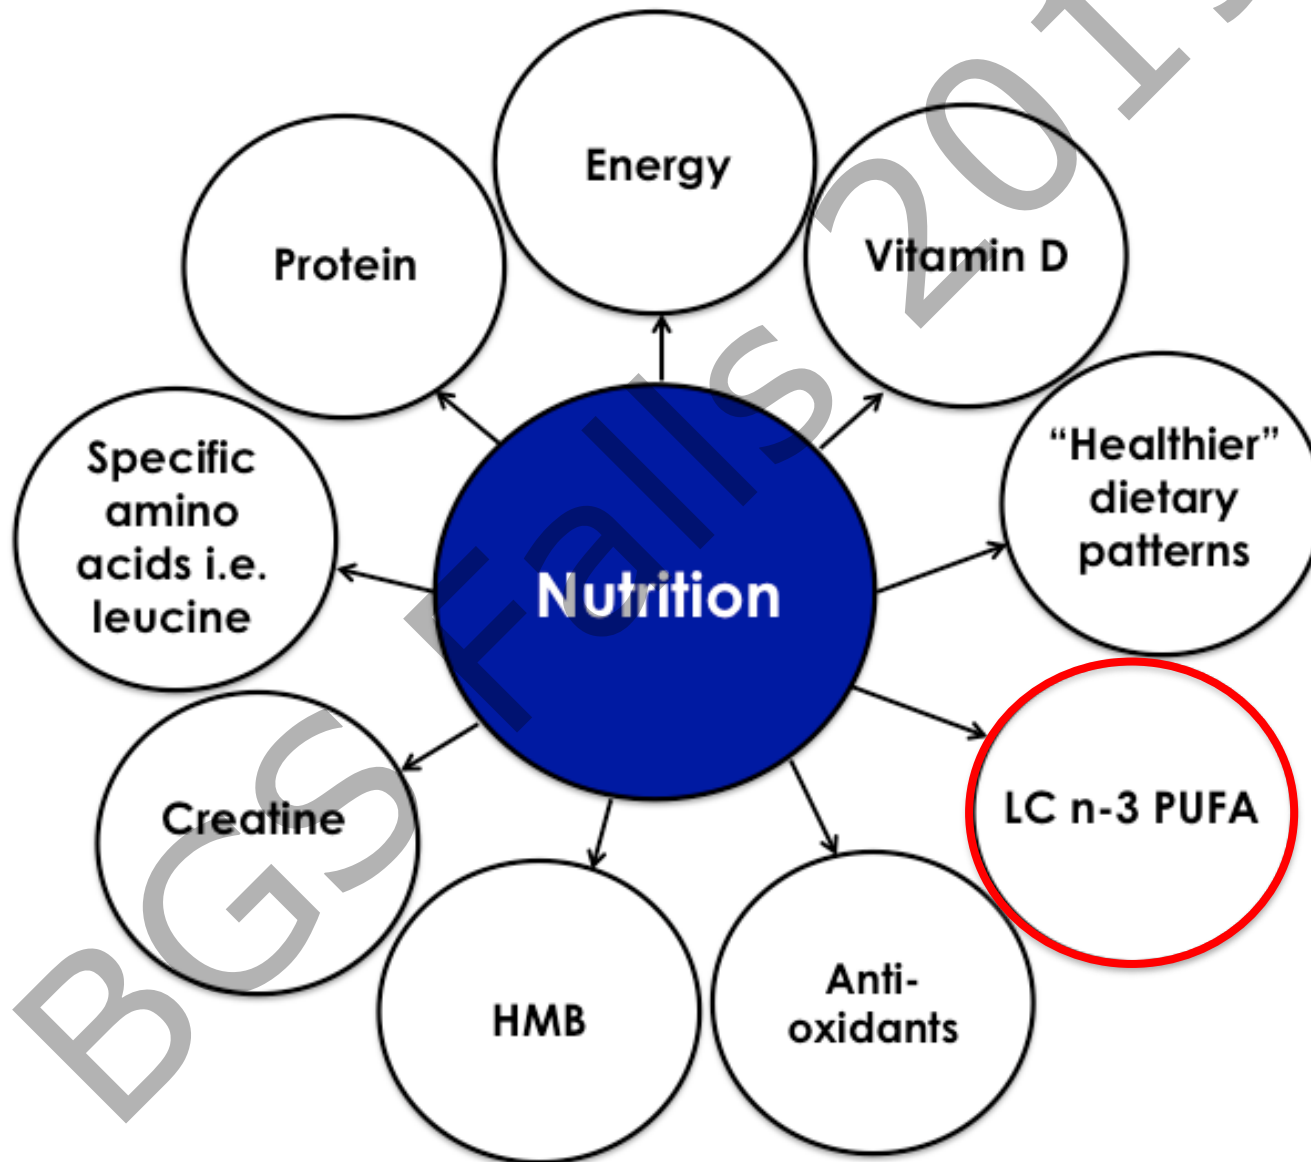 Energy
Protein
Vitamin D
“Healthier”
dietary
patterns
Specific
amino
acids i.e.
leucine
Nutrition
LC n-3 PUFA
Creatine
Anti-
oxidants
HMB
BGS Falls 201